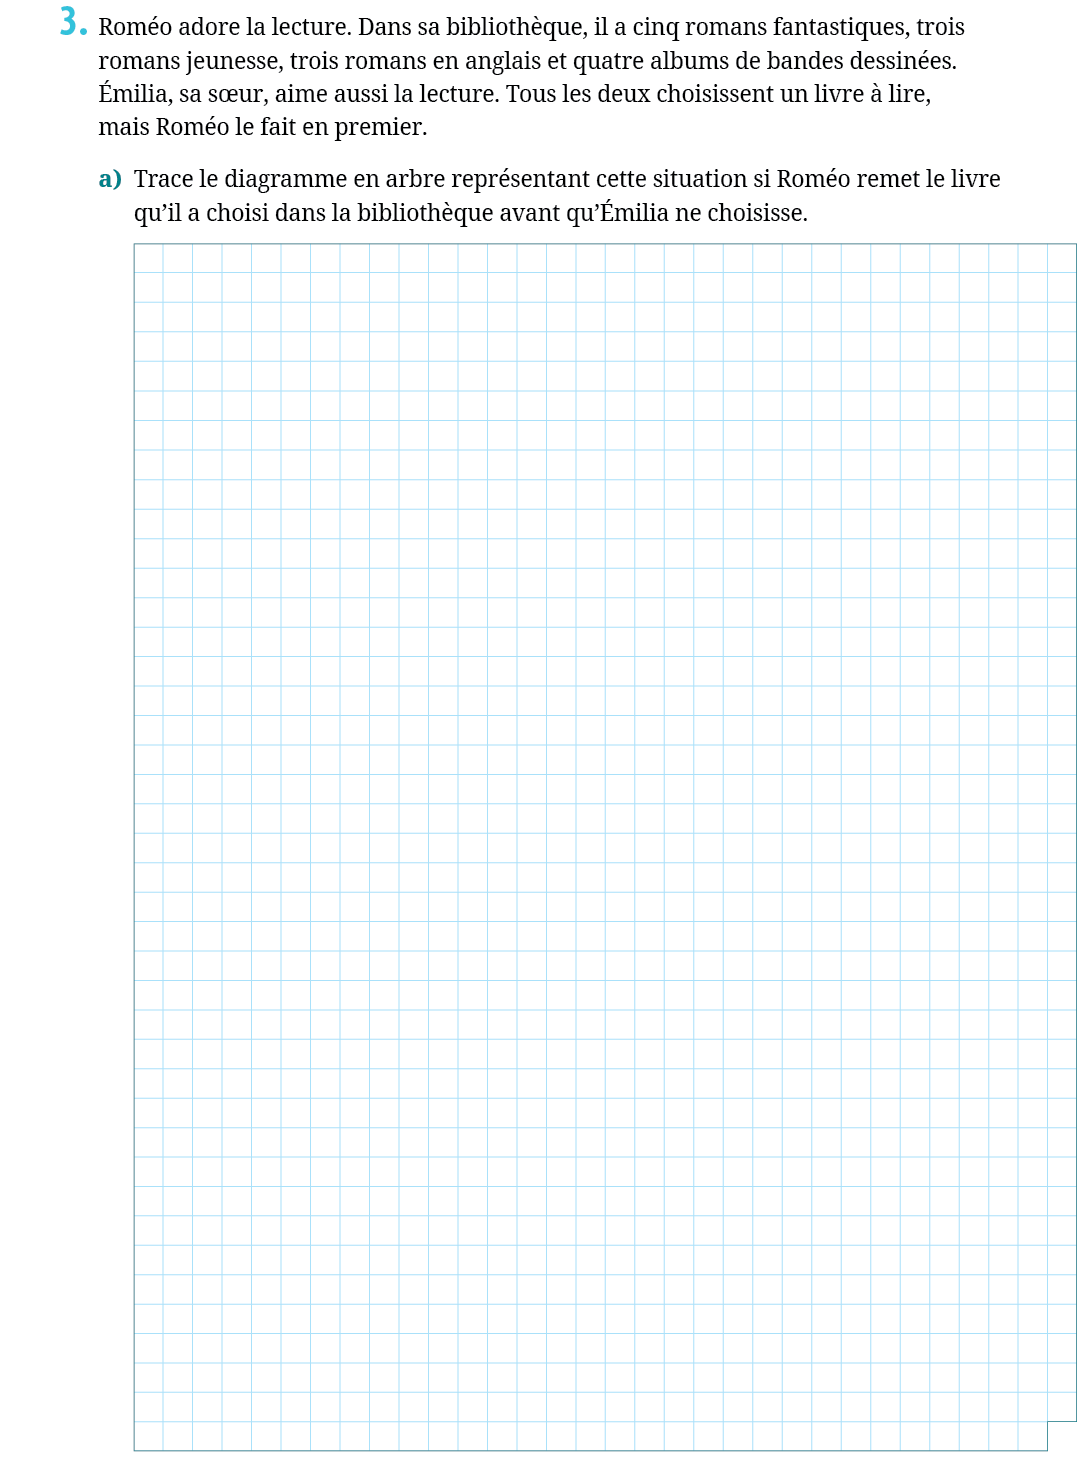 3. Roméo adore la lecture. Dans sa bibliothèque, il a cinq romans fantastiques, trois
romans jeunesse, trois romans en anglais et quatre albums de bandes dessinées.
Émilia, sa sœur, aime aussi la lecture. Tous les deux choisissent un livre à lire,
mais Roméo le fait en premier.
a) Trace le diagramme en arbre représentant cette situation si Roméo remet le livre
qu’il a choisi dans la bibliothèque avant qu’Émilia ne choisisse.